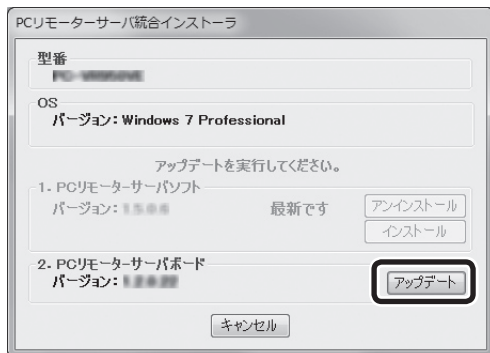 PCリモーターサーバ統合インストーラ
型番
OS
バージョン：Windows 7 Professional
アップデートを実行してください。
1. PCリモーターサーバソフト
バージョン： 最新です アンインストール
インストール
2. PCリモーターサーバボード
バージョン： アップデート
キャンセル